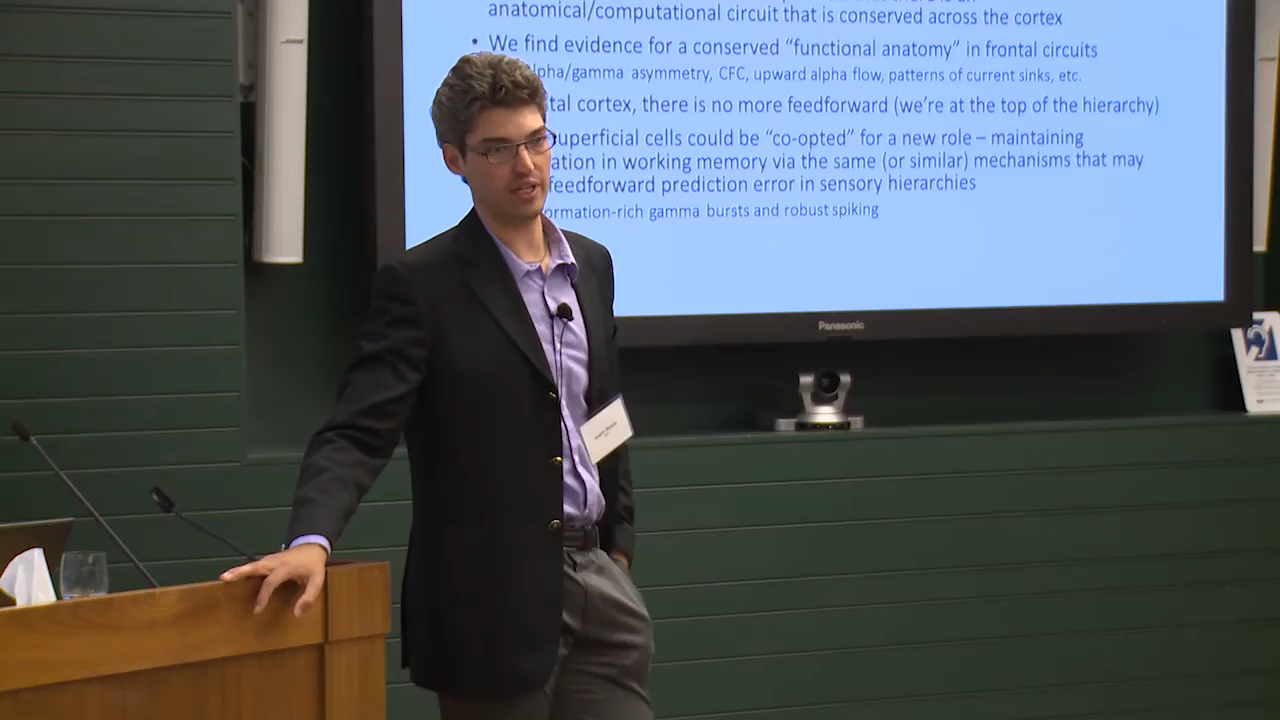 anatomical/computational circuit that is conserved across the cortex
• We find evidence for a conserved “functional anatomy” in frontal circuits
alpha/gamma asymmetry, CFC, upward alpha flow, patterns of current sinks, etc.
tal cortex, there is no more feedforward (we’re at the top of the hierarchy)
uperficial cells could be “co-opted” for a new role – maintaining
ation in working memory via the same (or similar) mechanisms that may
feedforward prediction error in sensory hierarchies
ormation-rich gamma bursts and robust spiking
Panasonic
BOSE